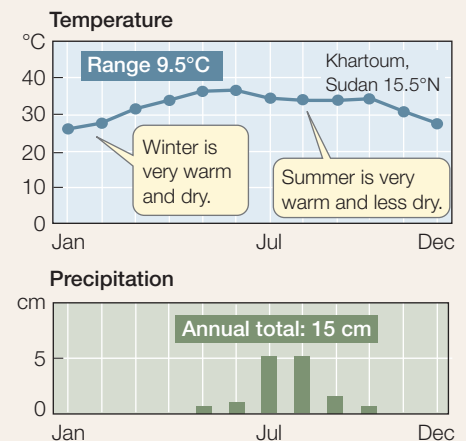 Temperature
°C
Range 9.5°C
Khartoum,
Sudan 15.5°N
40
30
20
10
0
Winter is
very warm
and dry.
Summer is very
warm and less dry.
Jan
Jul
Dec
Precipitation
cm
Annual total: 15 cm
5
0
Jan
Jul
Dec